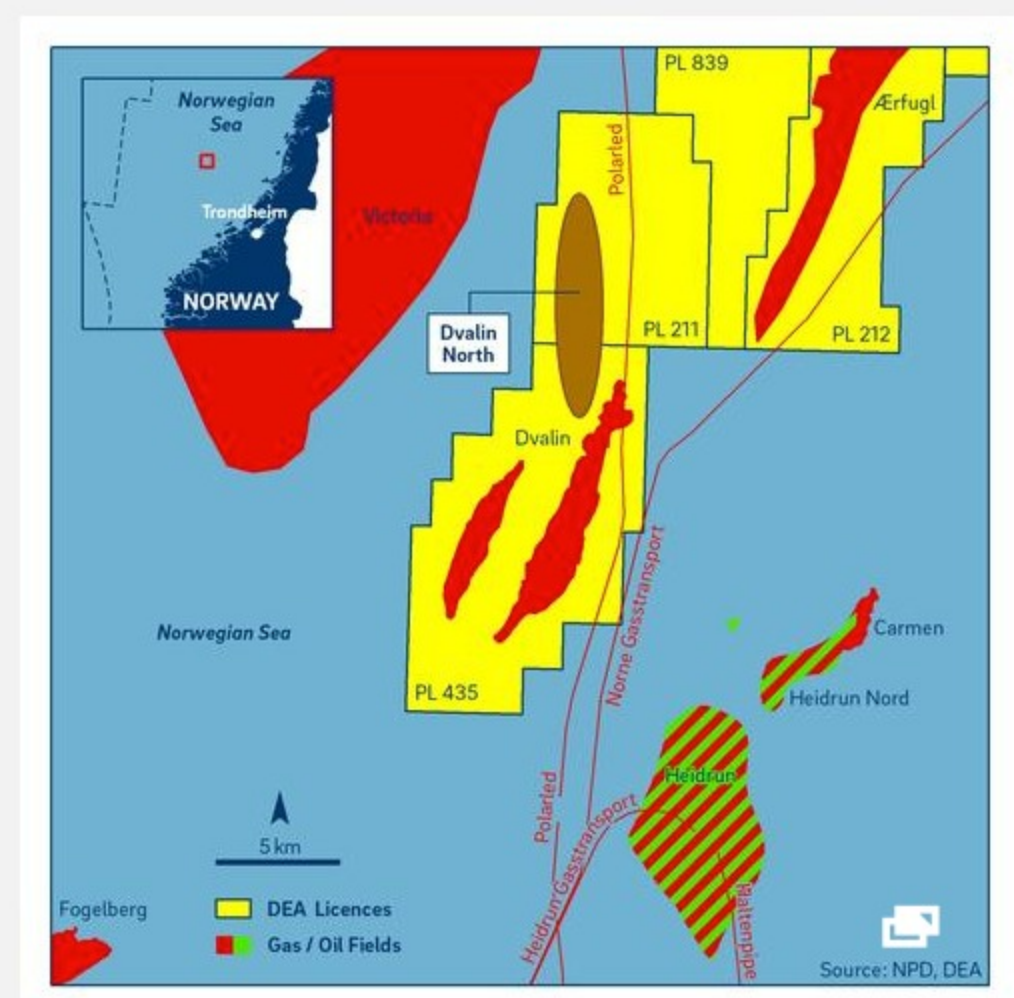 PL 839
Norwegian
Sea
Ærfugl
Polarled
Trondheim
Victoria
NORWAY
PL 211
PL 212
Dvalin
North
Dvalin
Norne Gasstransport
Norwegian Sea
Carmen
PL 435
Heidrun Nord
Heidrun
Polarled
Heidrun Gasstransport
5 km
Haltenpipe
Fogelberg
DEA Licences
Gas / Oil Fields
Source: NPD, DEA